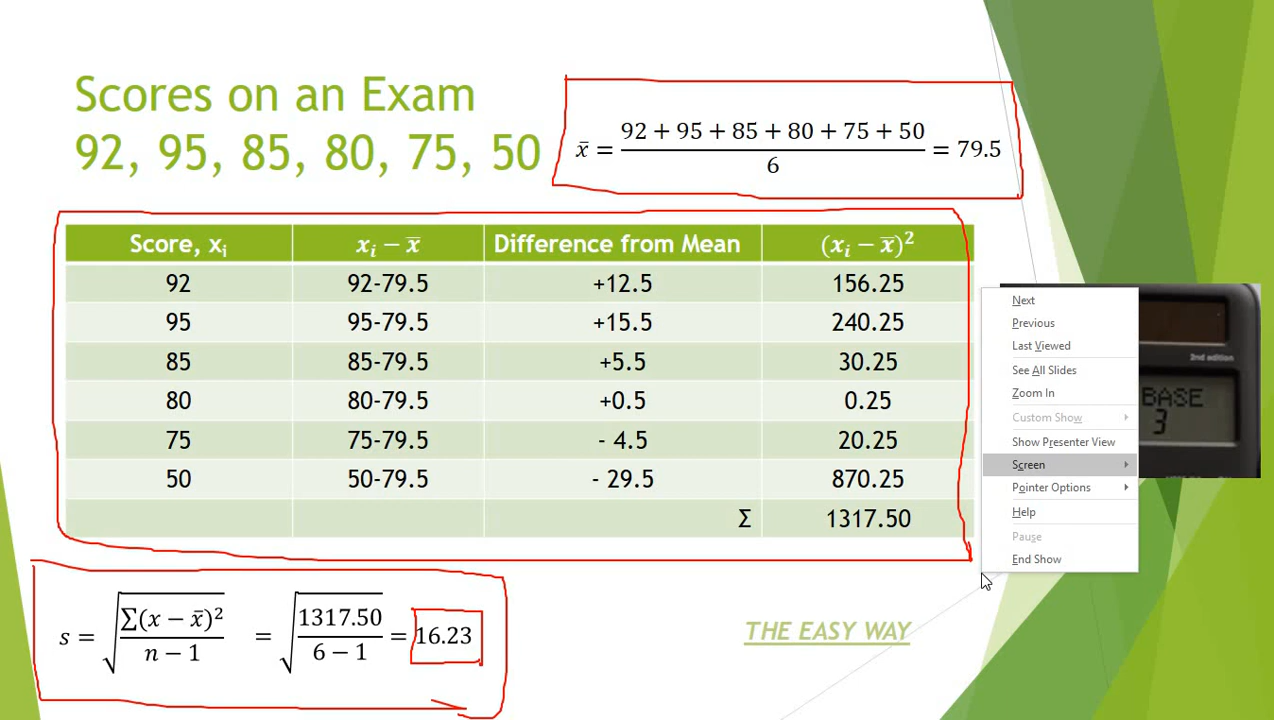 Scores on an Exam
92, 95, 85, 80, 75, 50
x̄ = (92 + 95 + 85 + 80 + 75 + 50) / 6 = 79.5
Score, xᵢ | xᵢ − x̄ | Difference from Mean | (xᵢ − x̄)²
92 | 92-79.5 | +12.5 | 156.25
95 | 95-79.5 | +15.5 | 240.25
85 | 85-79.5 | +5.5 | 30.25
80 | 80-79.5 | +0.5 | 0.25
75 | 75-79.5 | - 4.5 | 20.25
50 | 50-79.5 | - 29.5 | 870.25
Σ | 1317.50
s = √(∑(x − x̄)² / (n − 1)) = √(1317.50 / (6 − 1)) = 16.23
THE EASY WAY
Next
Previous
Last Viewed
See All Slides
Zoom In
Custom Show
Show Presenter View
Screen
Pointer Options
Help
Pause
End Show
2nd edition
BASE
3